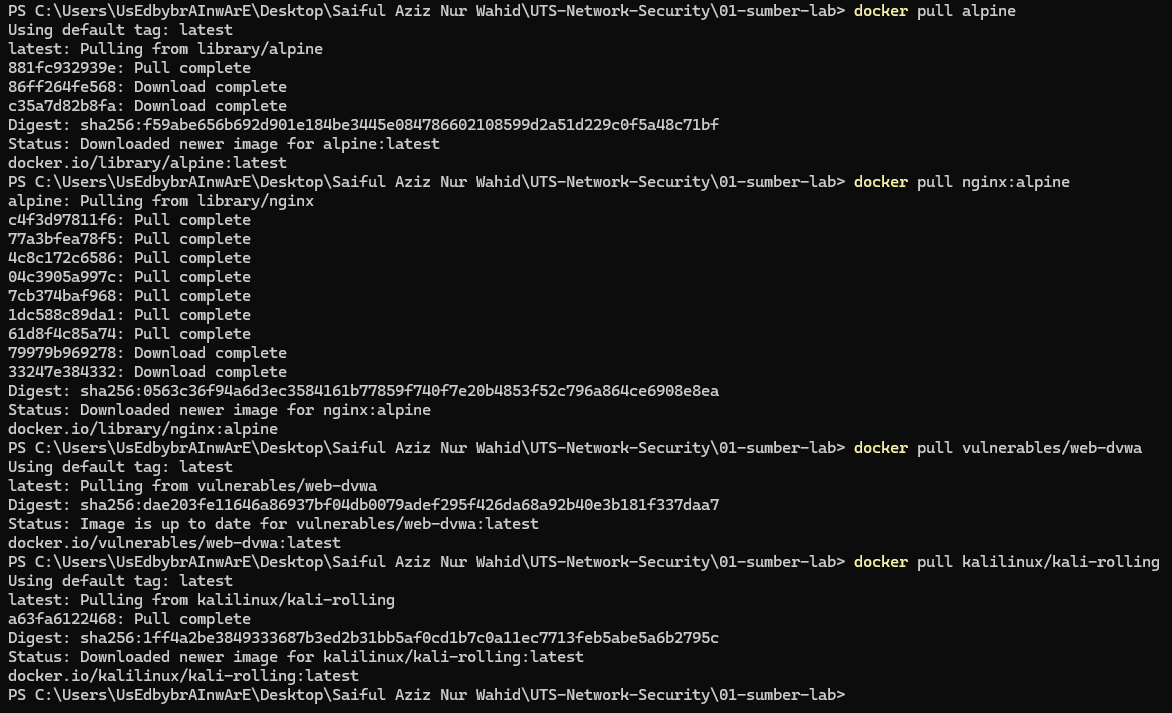 PS C:\Users\UsEdbybrAInwArE\Desktop\Saiful Aziz Nur Wahid\UTS-Network-Security\01-sumber-lab> docker pull alpine
Using default tag: latest
latest: Pulling from library/alpine
881fc932939e: Pull complete
86ff264fe568: Download complete
c35a7d82b8fa: Download complete
Digest: sha256:f59abe656b692d901e184be3445e084786602108599d2a51d229c0f5a48c71bf
Status: Downloaded newer image for alpine:latest
docker.io/library/alpine:latest
PS C:\Users\UsEdbybrAInwArE\Desktop\Saiful Aziz Nur Wahid\UTS-Network-Security\01-sumber-lab> docker pull nginx:alpine
alpine: Pulling from library/nginx
c4f3d97811f6: Pull complete
77a3bfea78f5: Pull complete
4c8c172c6586: Pull complete
04c3905a997c: Pull complete
7cb374baf968: Pull complete
1dc588c89da1: Pull complete
61d8f4c85a74: Pull complete
79979b969278: Download complete
33247e384332: Download complete
Digest: sha256:0563c36f94a6d3ec3584161b77859f740f7e20b4853f52c796a864ce6908e8ea
Status: Downloaded newer image for nginx:alpine
docker.io/library/nginx:alpine
PS C:\Users\UsEdbybrAInwArE\Desktop\Saiful Aziz Nur Wahid\UTS-Network-Security\01-sumber-lab> docker pull vulnerables/web-dvwa
Using default tag: latest
latest: Pulling from vulnerables/web-dvwa
Digest: sha256:dae203fe11646a86937bf04db0079adef295f426da68a92b40e3b181f337daa7
Status: Image is up to date for vulnerables/web-dvwa:latest
docker.io/vulnerables/web-dvwa:latest
PS C:\Users\UsEdbybrAInwArE\Desktop\Saiful Aziz Nur Wahid\UTS-Network-Security\01-sumber-lab> docker pull kalilinux/kali-rolling
Using default tag: latest
latest: Pulling from kalilinux/kali-rolling
a63fa6122468: Pull complete
Digest: sha256:1ff4a2be3849333687b3ed2b31bb5af0cd1b7c0a11ec7713feb5abe5a6b2795c
Status: Downloaded newer image for kalilinux/kali-rolling:latest
docker.io/kalilinux/kali-rolling:latest
PS C:\Users\UsEdbybrAInwArE\Desktop\Saiful Aziz Nur Wahid\UTS-Network-Security\01-sumber-lab>